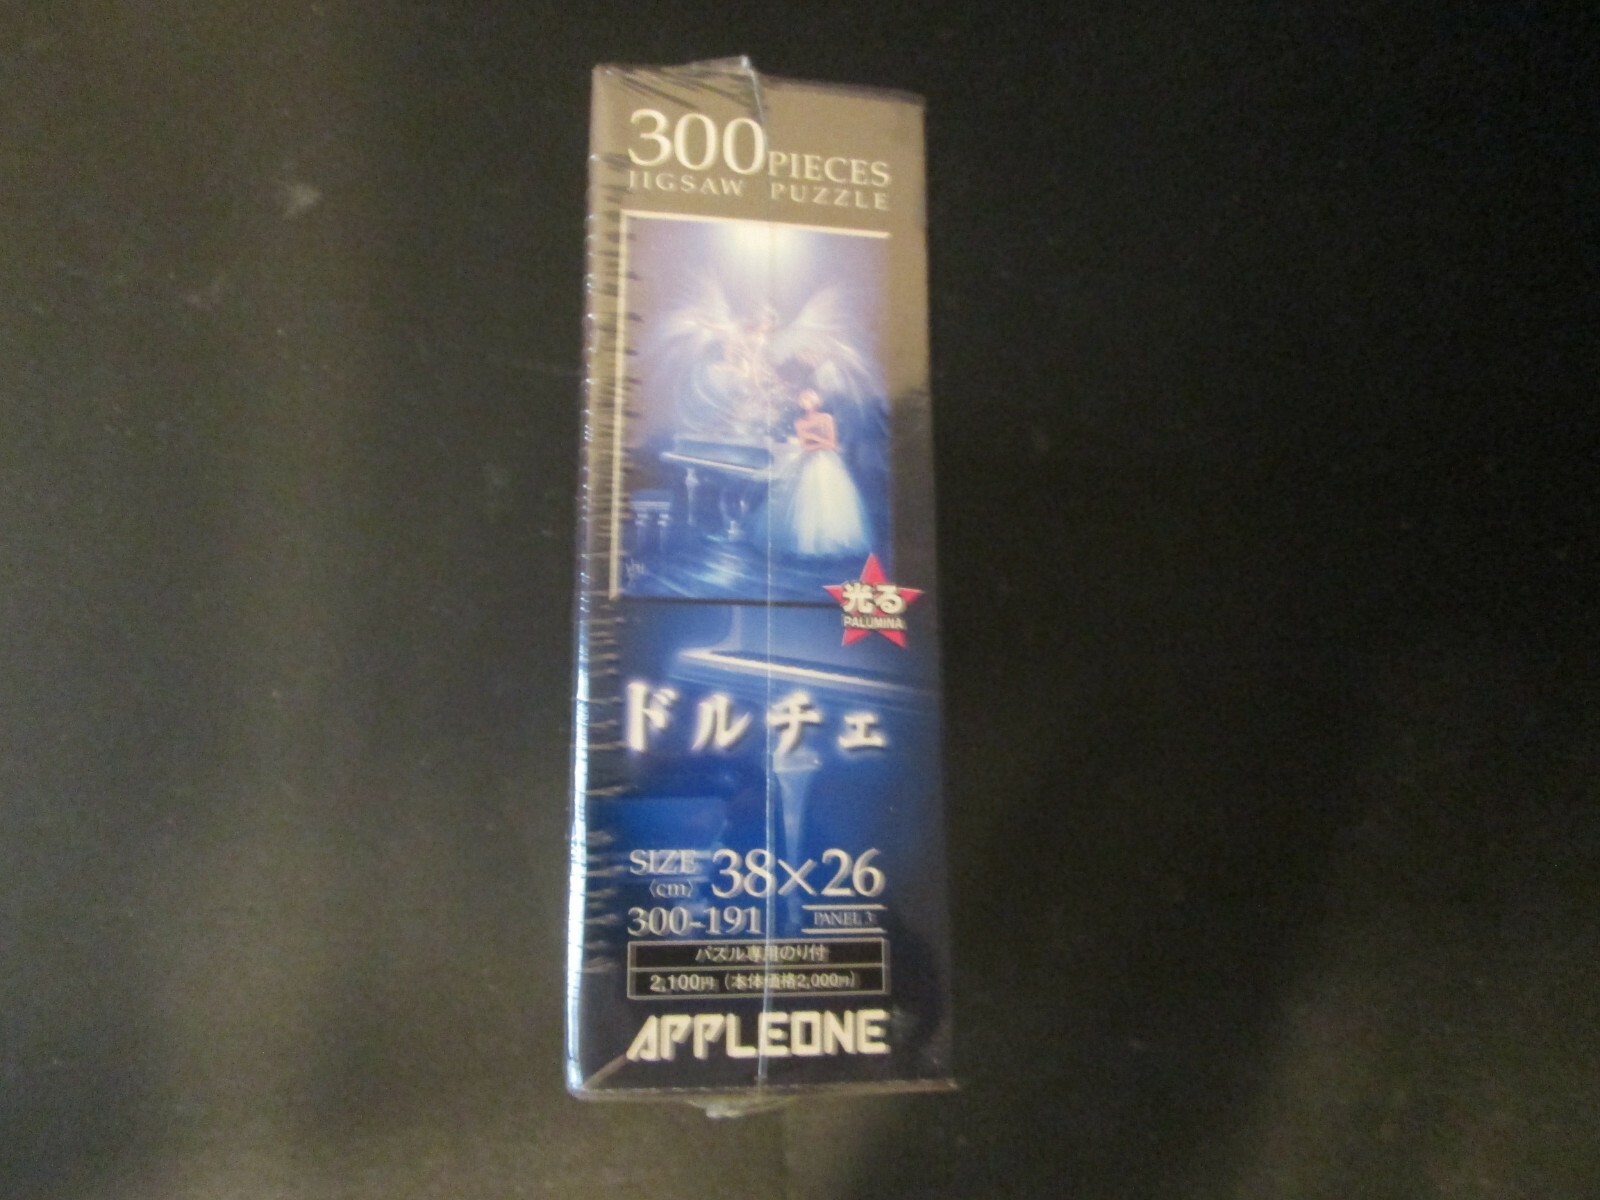 300 PIECES
JIGSAW PUZZLE
光る
PALUMINA
ドルチェ
SIZE
(cm)
38×26
300-191
PANEL 3
パズル専用のり付
2,100円（本体価格2,000円）
APPLEONE